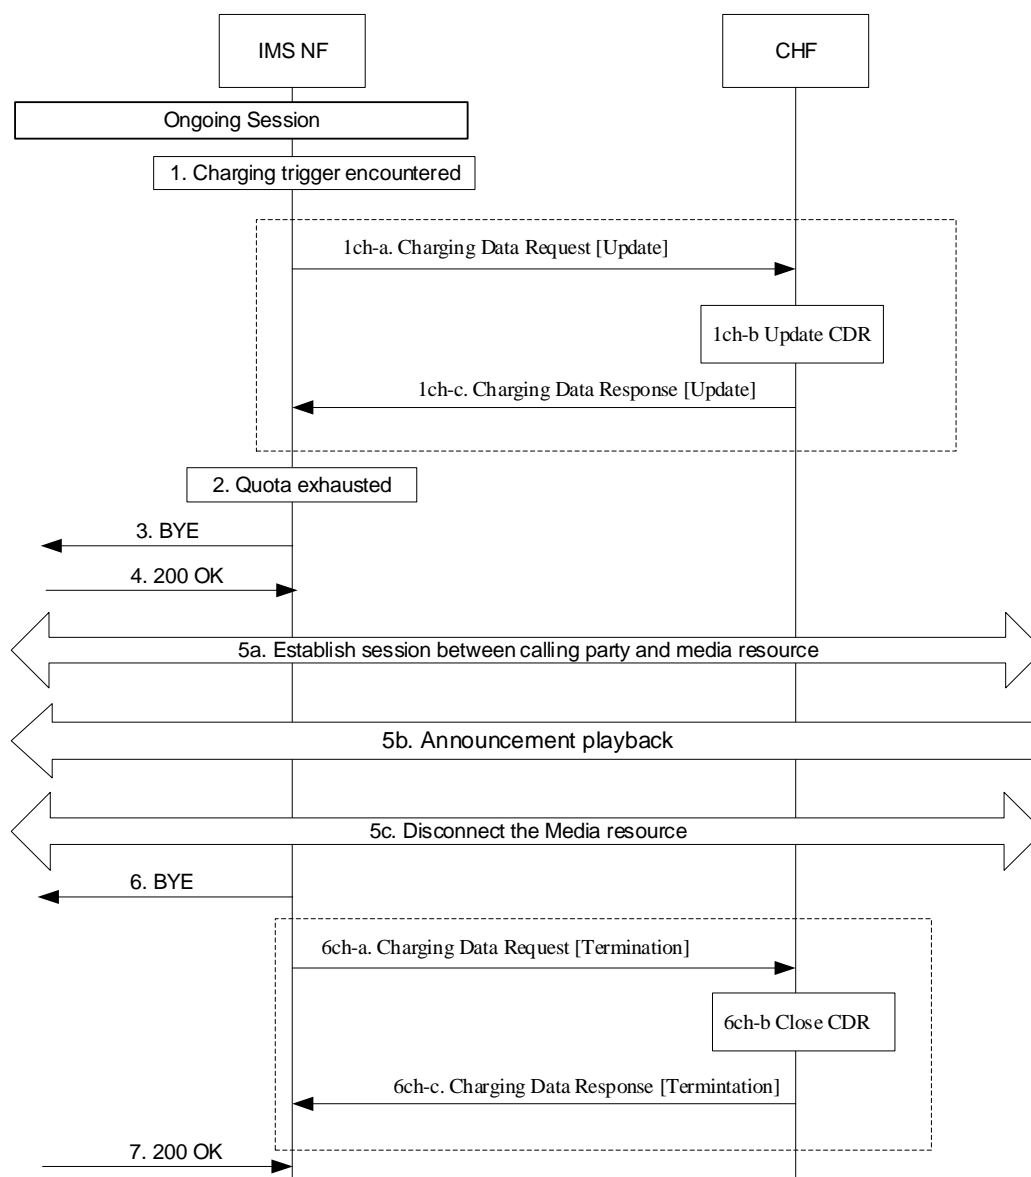 IMS NF
CHF
Ongoing Session
1. Charging trigger encountered
1ch-a. Charging Data Request [Update]
1ch-b Update CDR
1ch-c. Charging Data Response [Update]
2. Quota exhausted
3. BYE
4. 200 OK
5a. Establish session between calling party and media resource
5b. Announcement playback
5c. Disconnect the Media resource
6. BYE
6ch-a. Charging Data Request [Termination]
6ch-b Close CDR
6ch-c. Charging Data Response [Termintation]
7. 200 OK